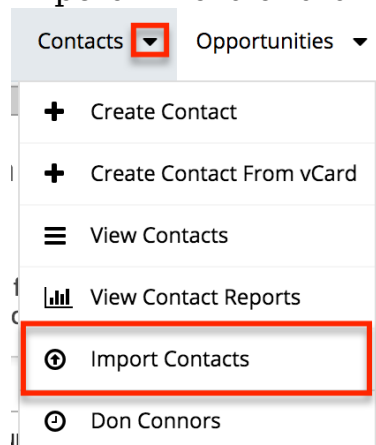 Contacts Opportunities
Create Contact
Create Contact From vCard
View Contacts
View Contact Reports
Import Contacts
Don Connors